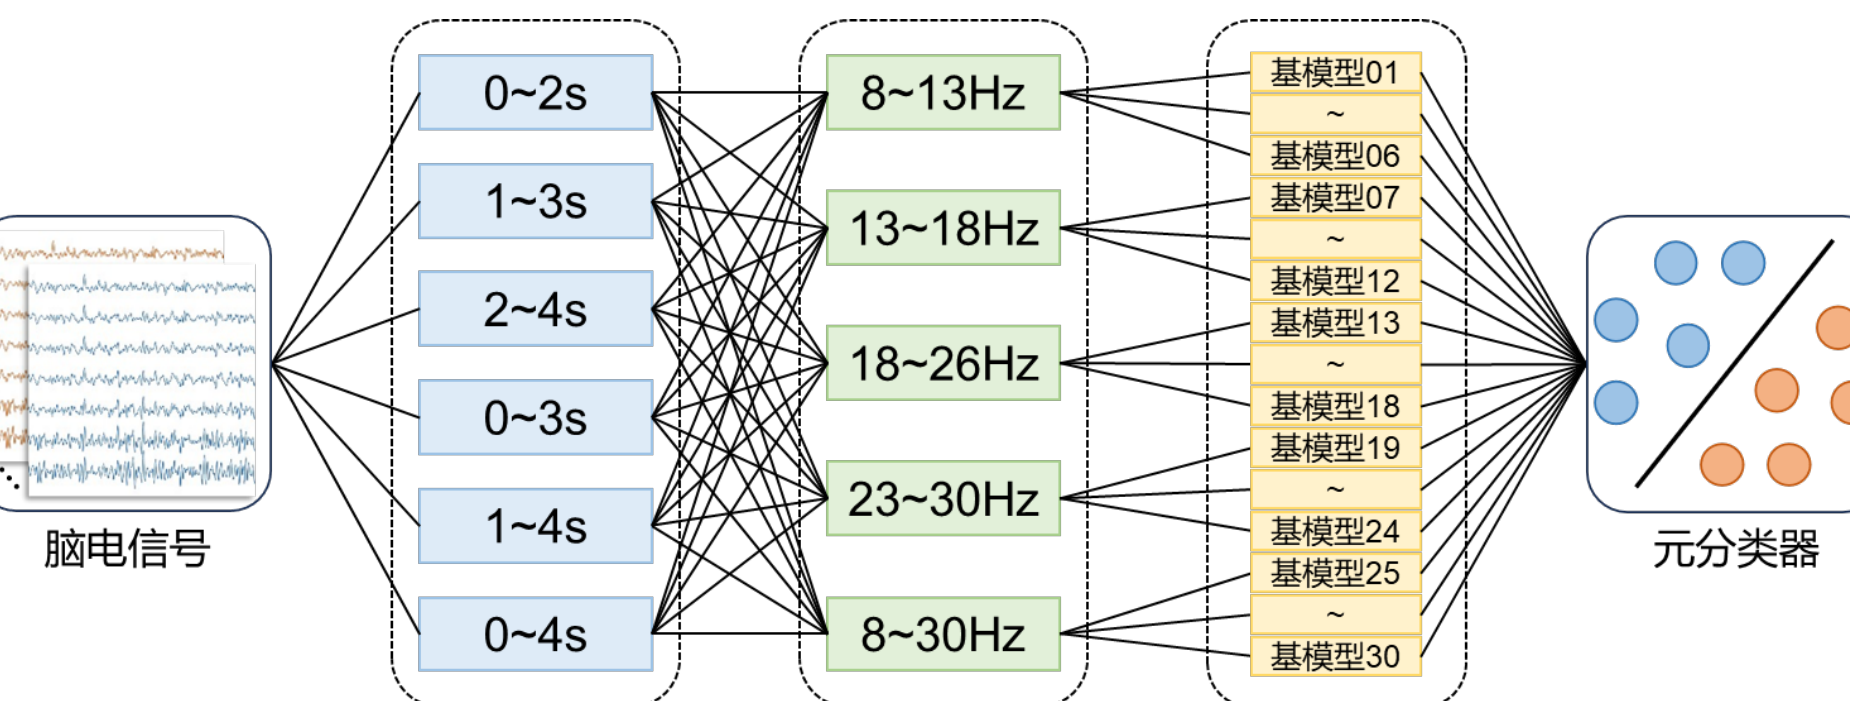 脑电信号
0~2s
1~3s
2~4s
0~3s
1~4s
0~4s
8~13Hz
13~18Hz
18~26Hz
23~30Hz
8~30Hz
基模型01
~
基模型06
基模型07
~
基模型12
基模型13
~
基模型18
基模型19
~
基模型24
基模型25
~
基模型30
元分类器